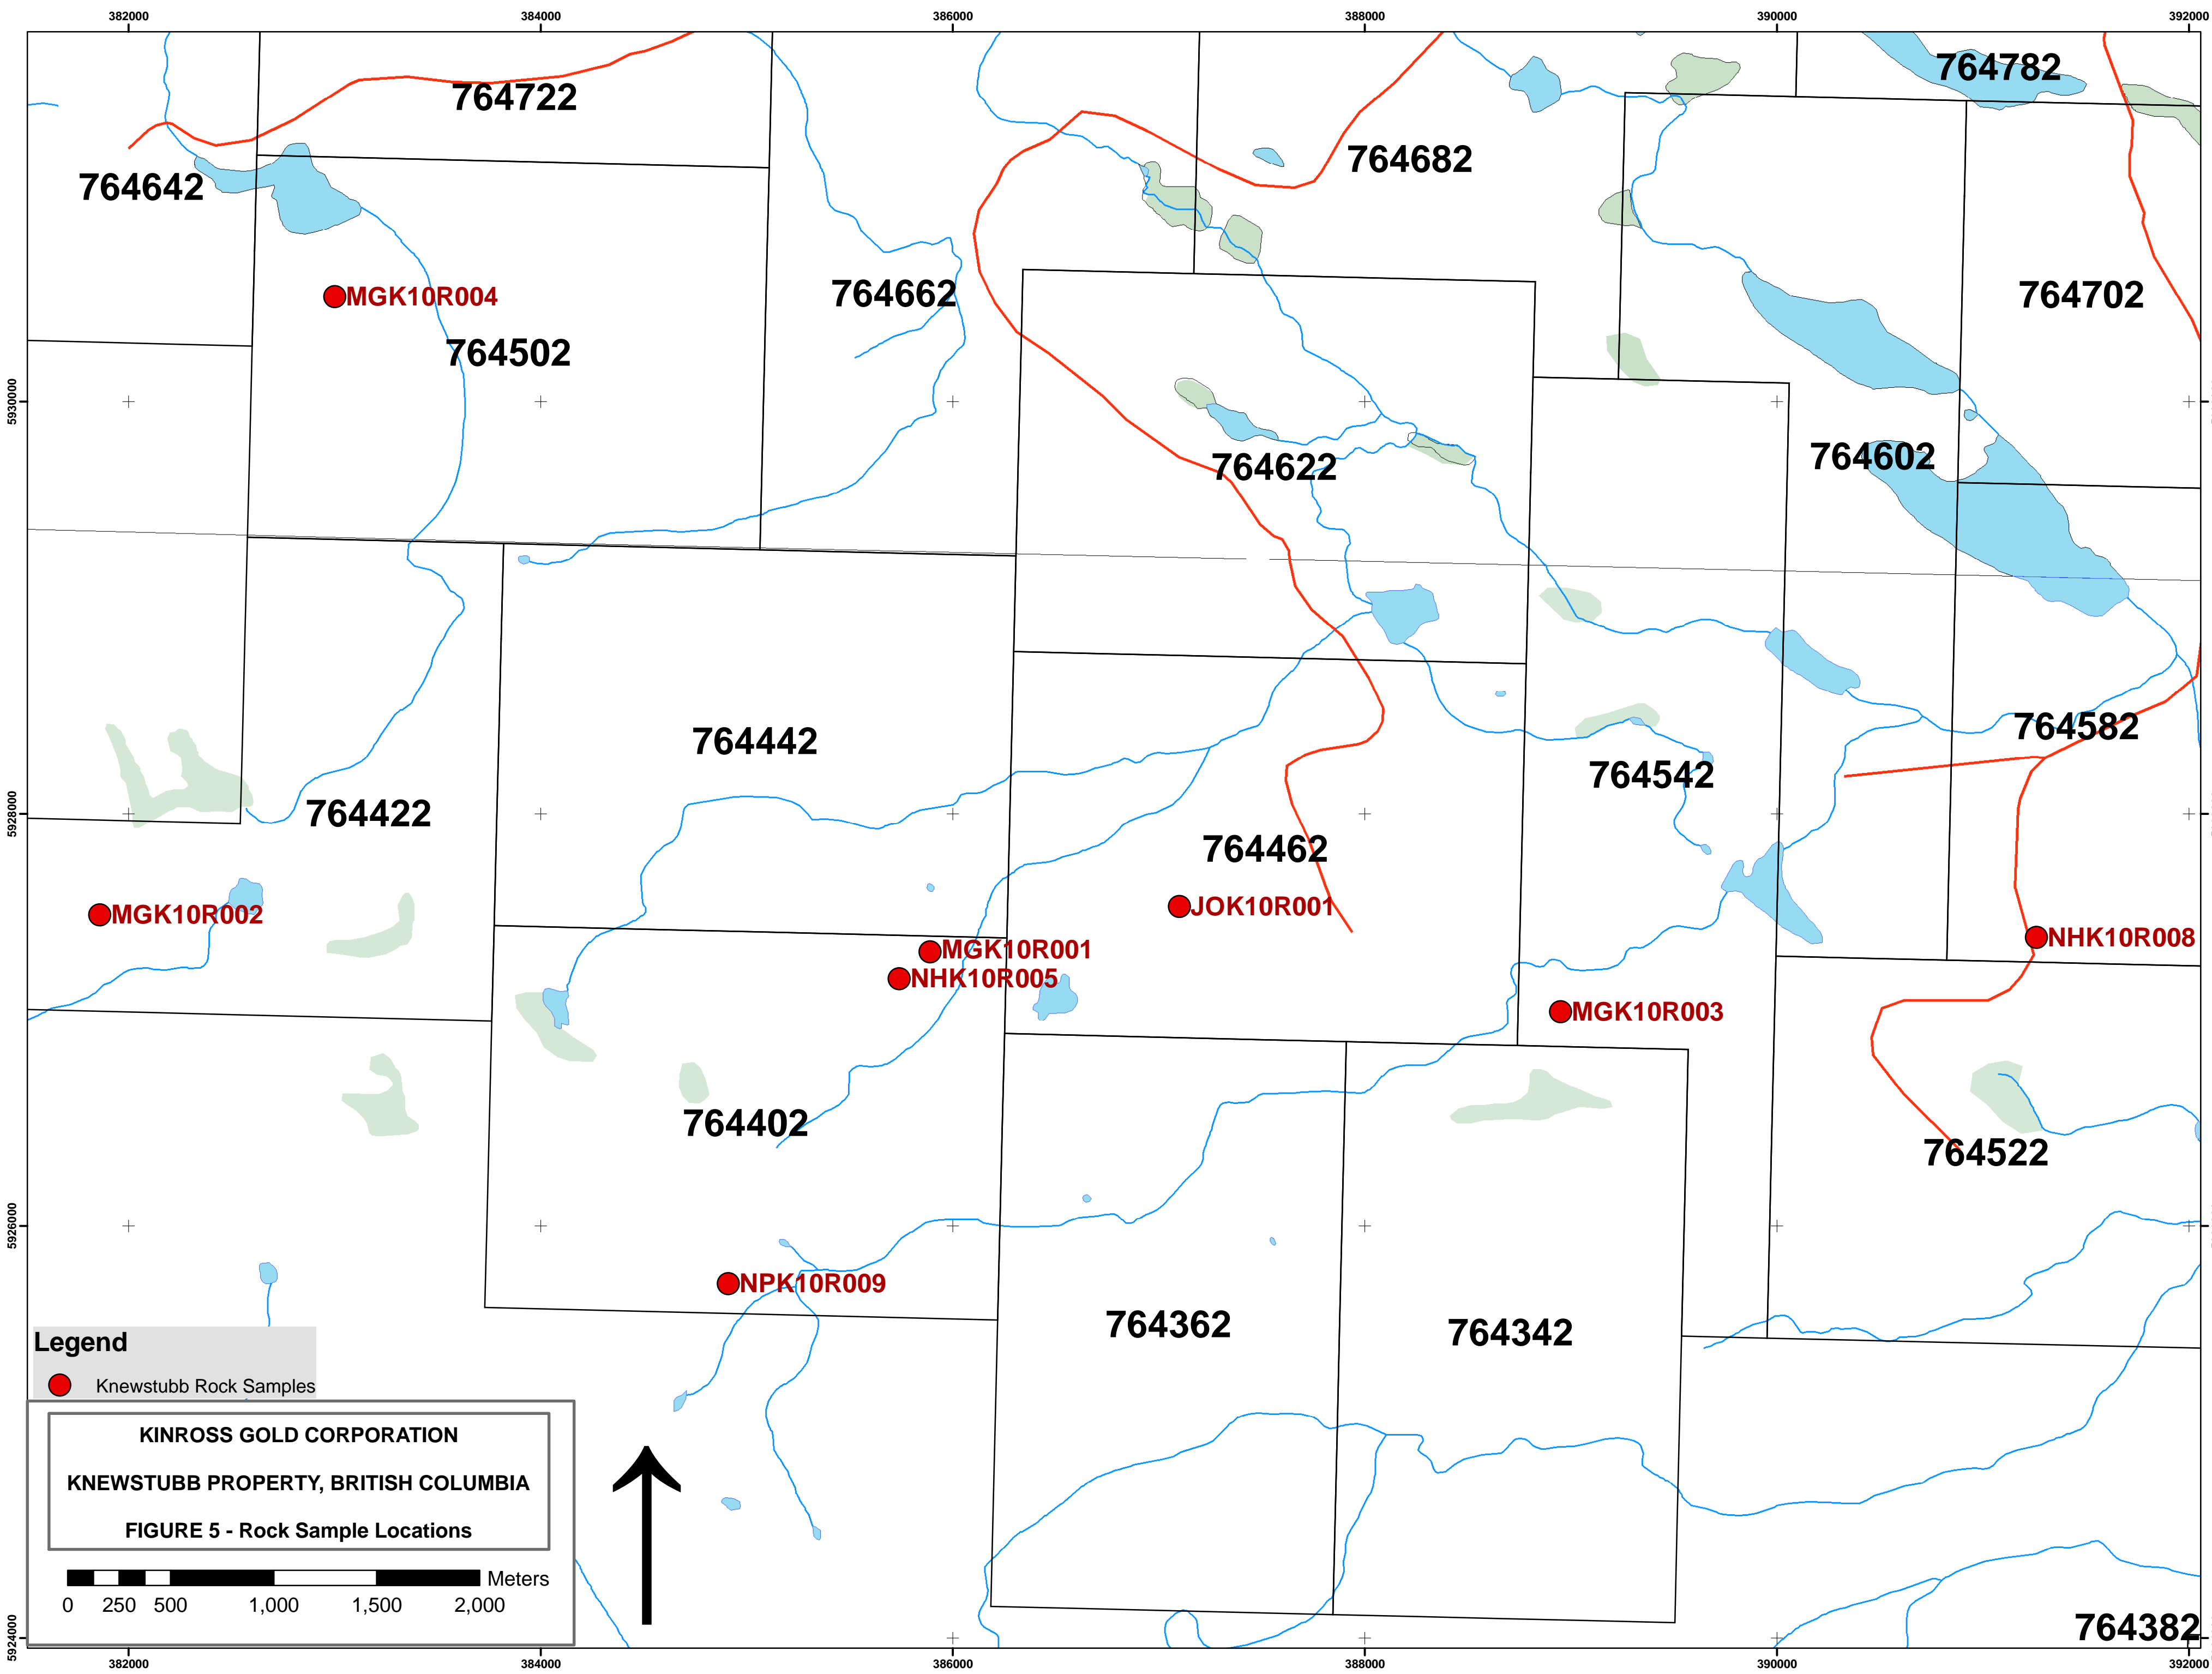 382000 384000 386000 388000 390000 392000
764782
764722
764682
764642
764662
764702
MGK10R004
764502
5930000
764602
764622
764582
764442
764542
5928000
764422
764462
JOK10R001
MGK10R002
NHK10R008
MGK10R001
NHK10R005
MGK10R003
764402
764522
5926000
NPK10R009
764362
764342
Legend
Knewstubb Rock Samples
KINROSS GOLD CORPORATION
KNEWSTUBB PROPERTY, BRITISH COLUMBIA
FIGURE 5 - Rock Sample Locations
Meters
0 250 500 1,000 1,500 2,000
764382
5924000
382000 384000 386000 388000 390000 392000